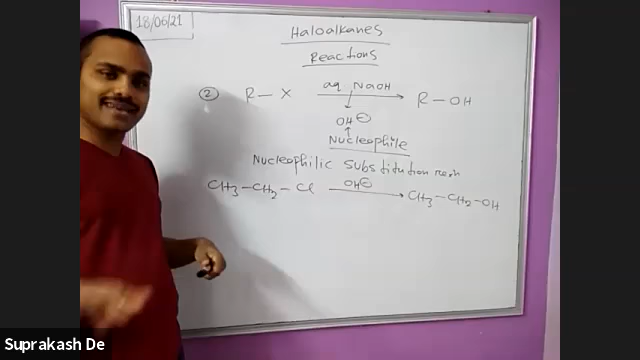 18/06/21
Haloalkanes
Reactions
② R — X aq NaOH → R — OH
↓
OH⊖
↑
Nucleophile
Nucleophilic Substitution reactn
CH₃–CH₂–Cl OH⊖ → CH₃–CH₂–OH
Suprakash De